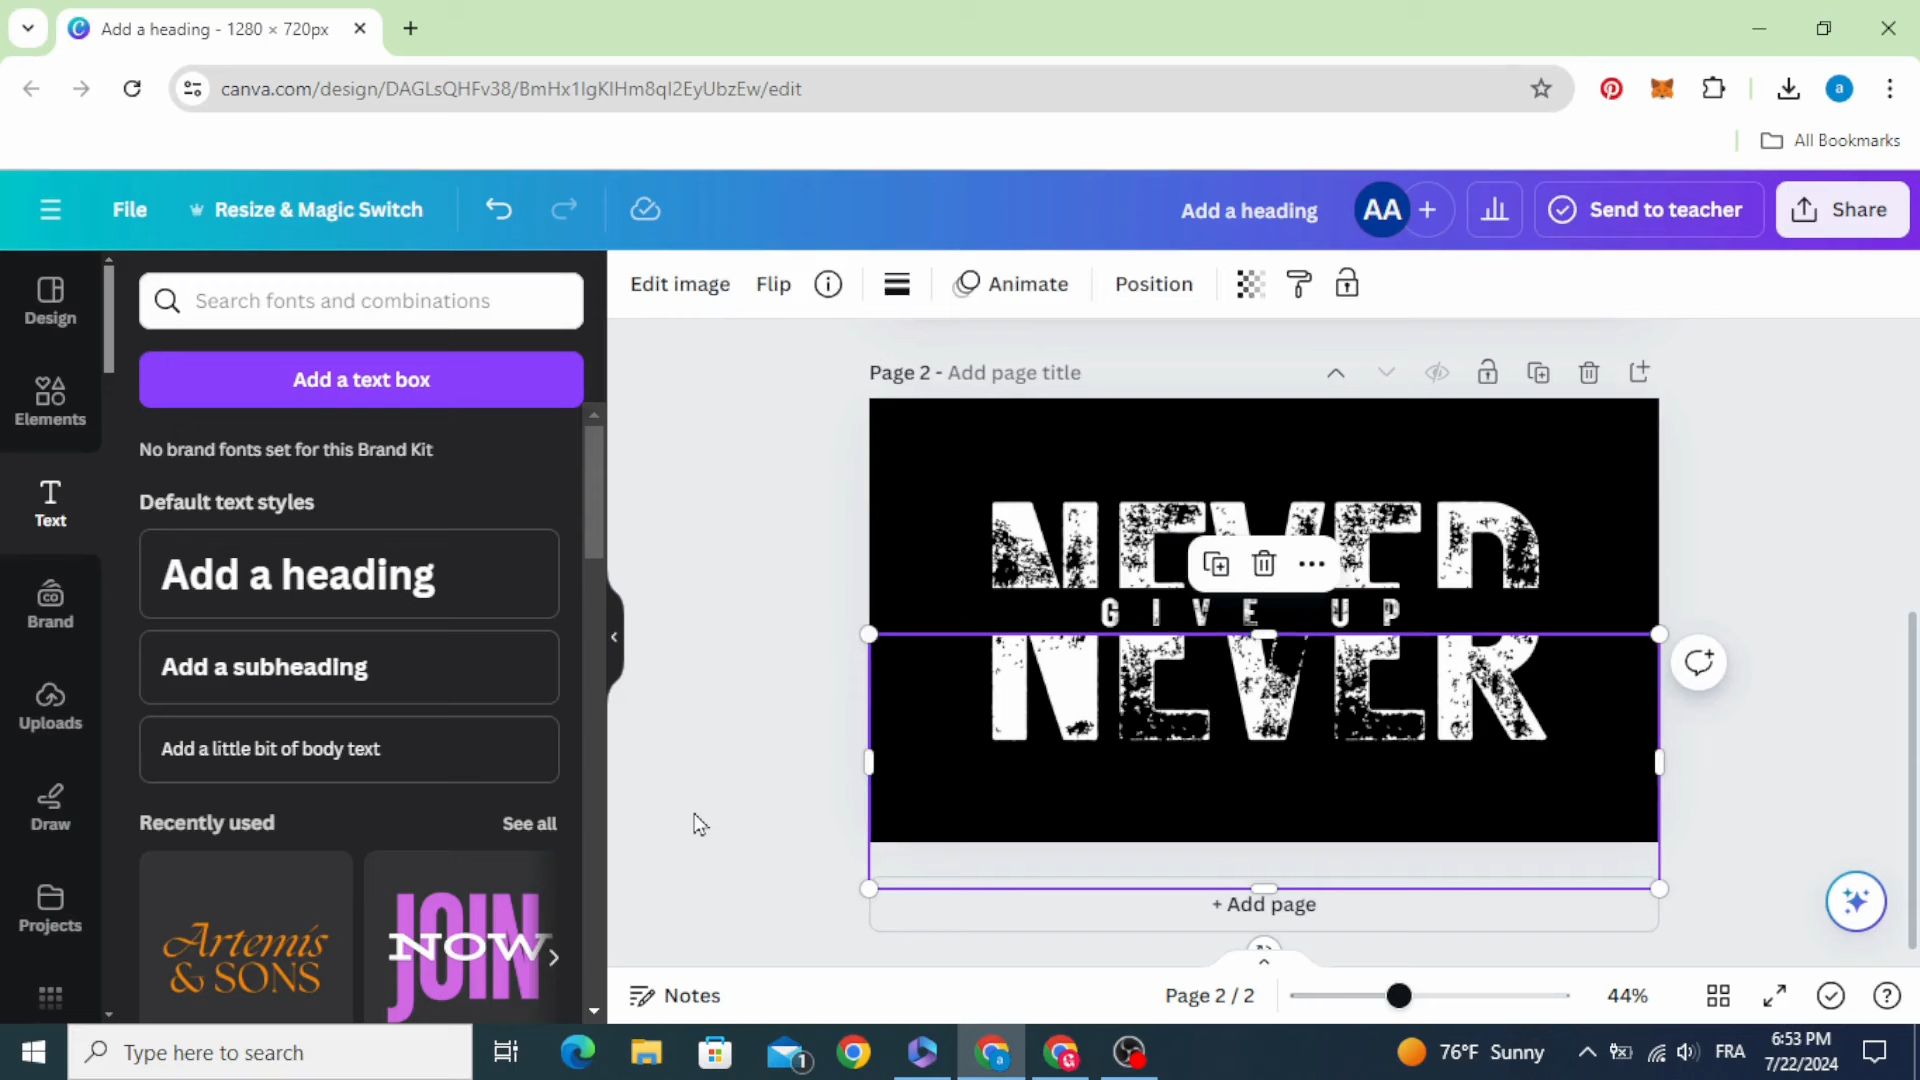 Add a heading - 1280 × 720px
canva.com/design/DAGLsQHFv38/BmHx1IgKIHm8qI2EyUbzEw/edit
a
All Bookmarks
File
Resize & Magic Switch
Add a heading
AA
Send to teacher
Share
Design
Elements
Text
Brand
Uploads
Draw
Projects
Search fonts and combinations
Add a text box
No brand fonts set for this Brand Kit
Default text styles
Add a heading
Add a subheading
Add a little bit of body text
Recently used
See all
Artemis
& SONS
JOIN
NOW
Edit image
Flip
Animate
Position
Page 2 - Add page title
NEVER
GIVE UP
NEVER
+ Add page
Notes
Page 2 / 2
44%
Type here to search
1
76°F Sunny
FRA
6:53 PM
7/22/2024